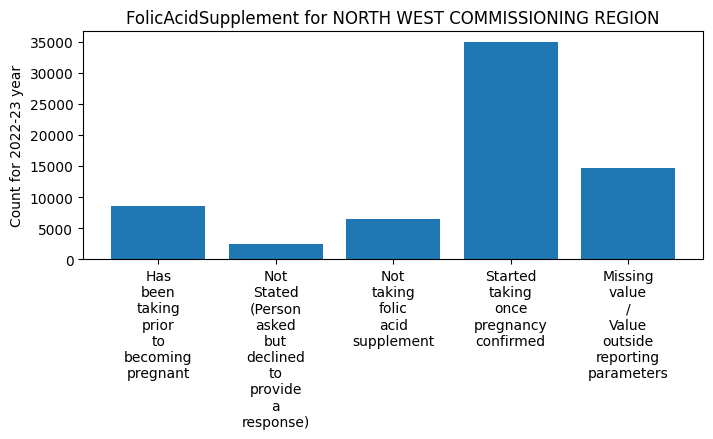 FolicAcidSupplement for NORTH WEST COMMISSIONING REGION
Count for 2022-23 year
35000
30000
25000
20000
15000
10000
5000
0
Has
been
taking
prior
to
becoming
pregnant
Not
Stated
(Person
asked
but
declined
to
provide
a
response)
Not
taking
folic
acid
supplement
Started
taking
once
pregnancy
confirmed
Missing
value
/
Value
outside
reporting
parameters